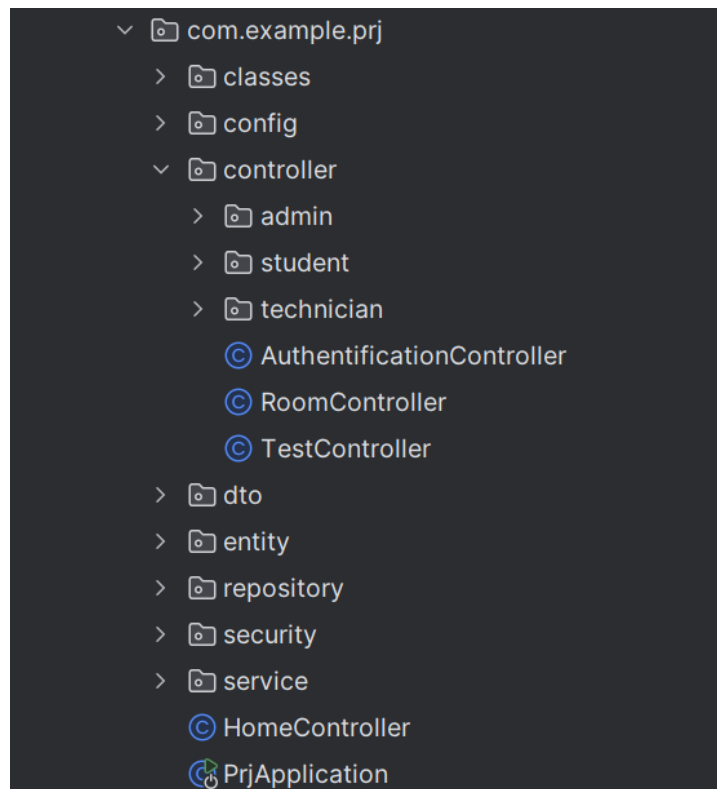 com.example.prj
classes
config
controller
admin
student
technician
AuthentificationController
RoomController
TestController
dto
entity
repository
security
service
HomeController
PrjApplication